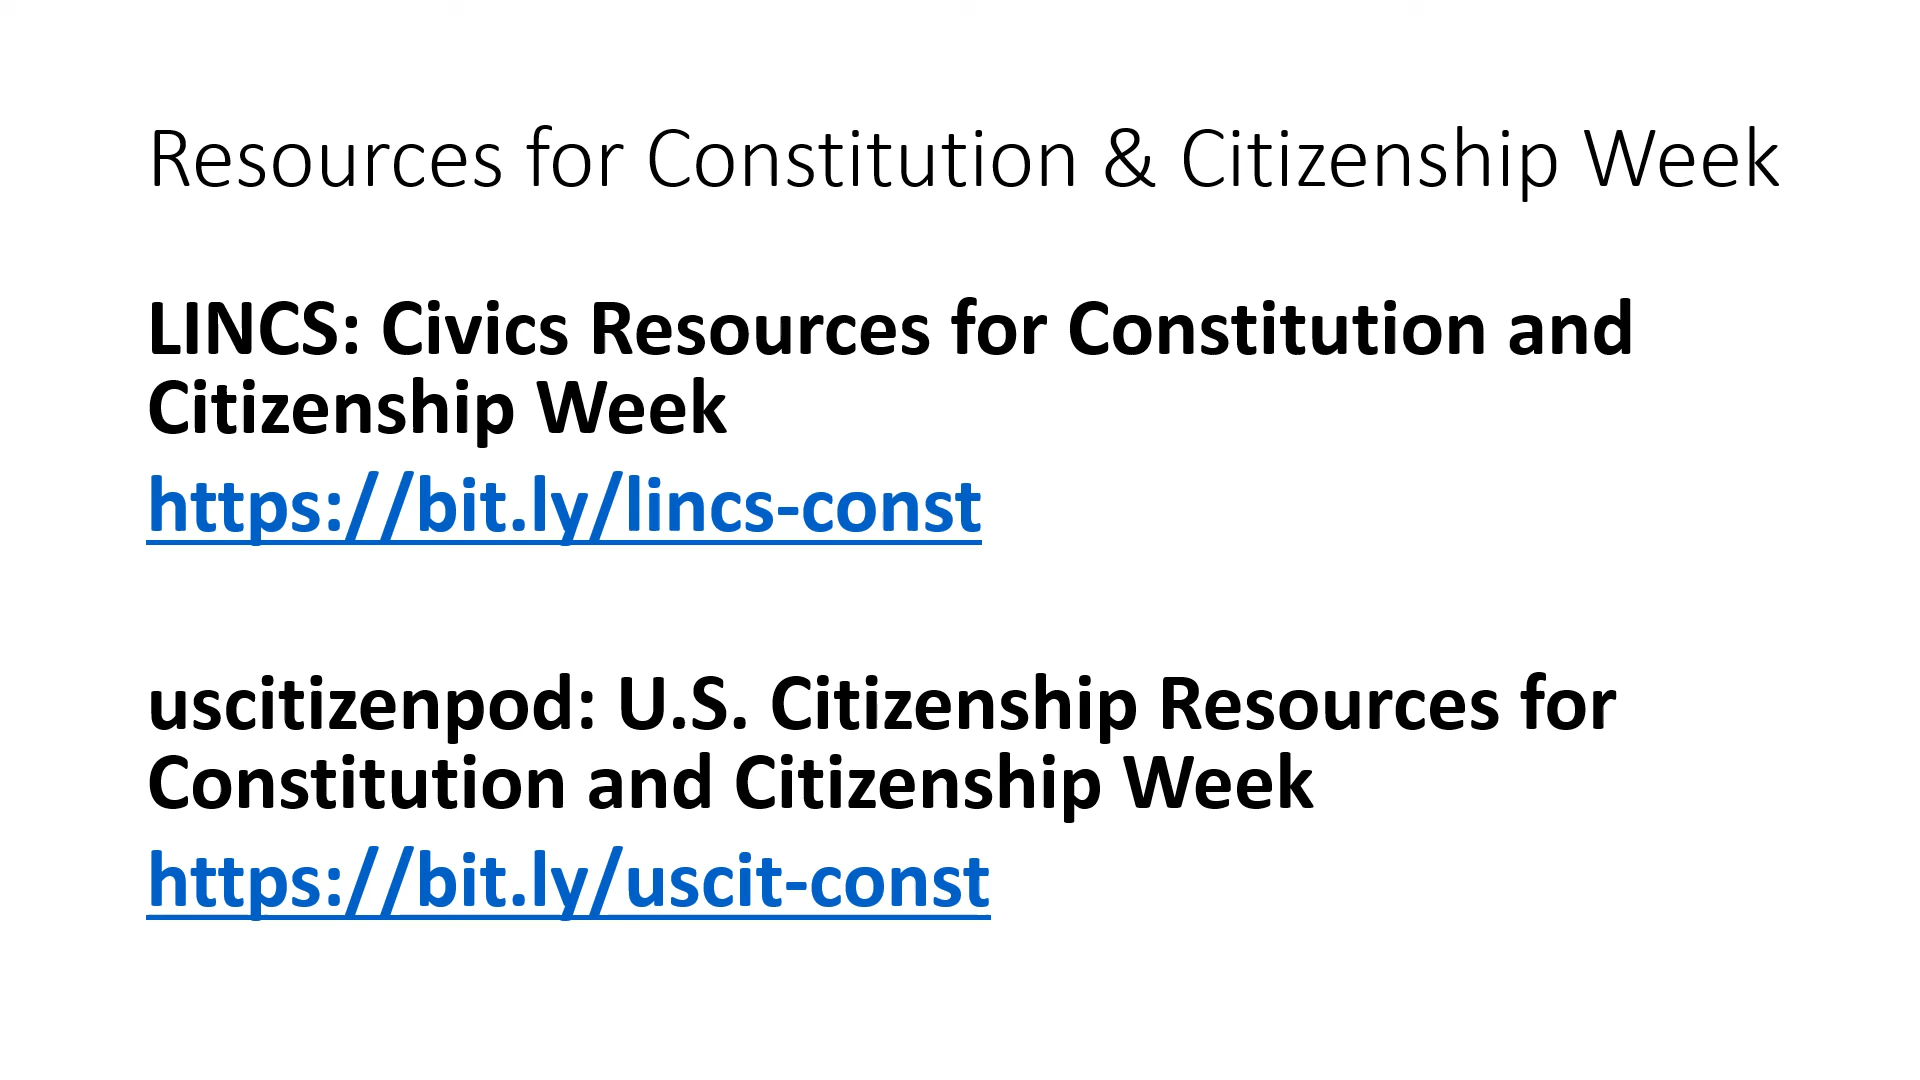 Resources for Constitution & Citizenship Week
LINCS: Civics Resources for Constitution and
Citizenship Week
https://bit.ly/lincs-const
uscitizenpod: U.S. Citizenship Resources for
Constitution and Citizenship Week
https://bit.ly/uscit-const